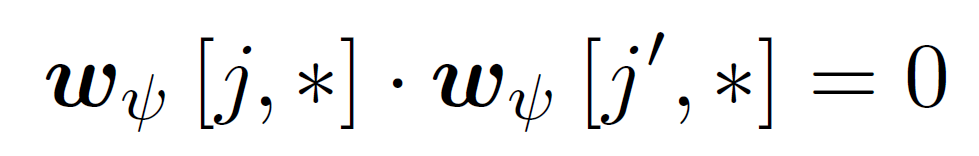 𝒘_ψ [j, ∗] · 𝒘_ψ [j′, ∗] = 0